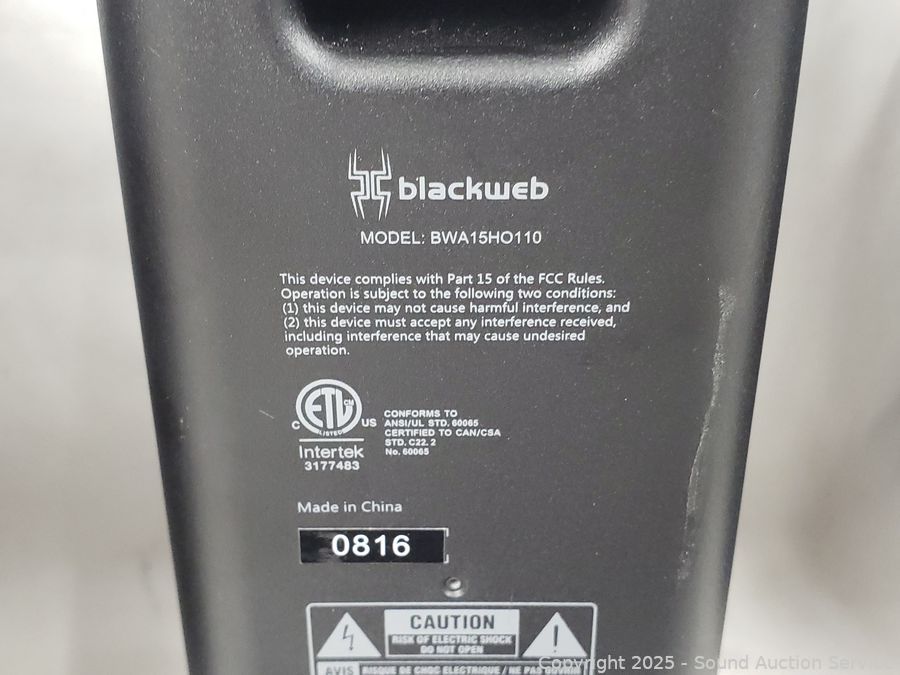 blackweb
MODEL: BWA15HO110
This device complies with Part 15 of the FCC Rules.
Operation is subject to the following two conditions:
(1) this device may not cause harmful interference, and
(2) this device must accept any interference received,
including interference that may cause undesired
operation.
ETL CM
LISTED
C US
Intertek
3177483
CONFORMS TO
ANSI/UL STD. 60065
CERTIFIED TO CAN/CSA
STD. C22. 2
No. 60065
Made in China
0816
CAUTION
RISK OF ELECTRIC SHOCK
DO NOT OPEN
AVIS RISQUE DE CHOC ELECTRIQUE / NE PAS OUVRIR
Copyright 2025 - Sound Auction Service